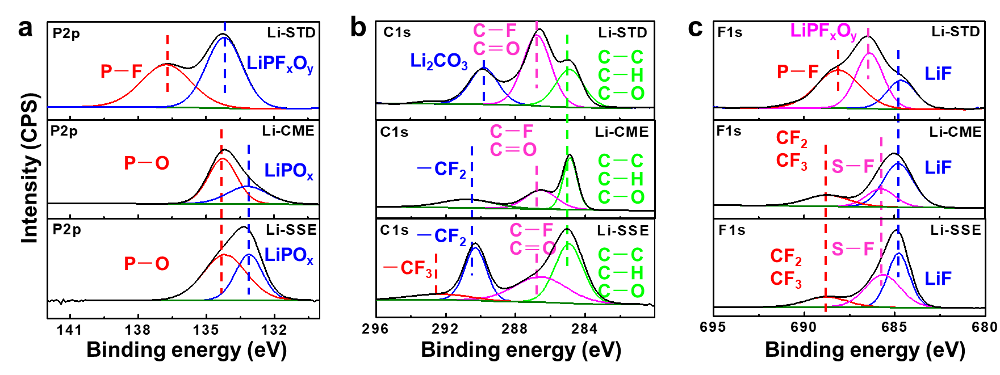 a
P2p
Li-STD
P—F
LiPFxOy
P2p
Li-CME
P—O
LiPOx
P2p
Li-SSE
P—O
LiPOx
141
138
135
132
Binding energy (eV)
Intensity (CPS)
b
C1s
Li-STD
C—F
C=O
Li2CO3
C—C
C—H
C—O
C1s
Li-CME
C—F
C=O
—CF2
C—C
C—H
C—O
C1s
Li-SSE
—CF2
C—F
C=O
—CF3
C—C
C—H
C—O
296
292
288
284
Binding energy (eV)
c
F1s
Li-STD
LiPFxOy
P—F
LiF
F1s
Li-CME
CF2
CF3
S—F
LiF
F1s
Li-SSE
CF2
CF3
S—F
LiF
695
690
685
680
Binding energy (eV)